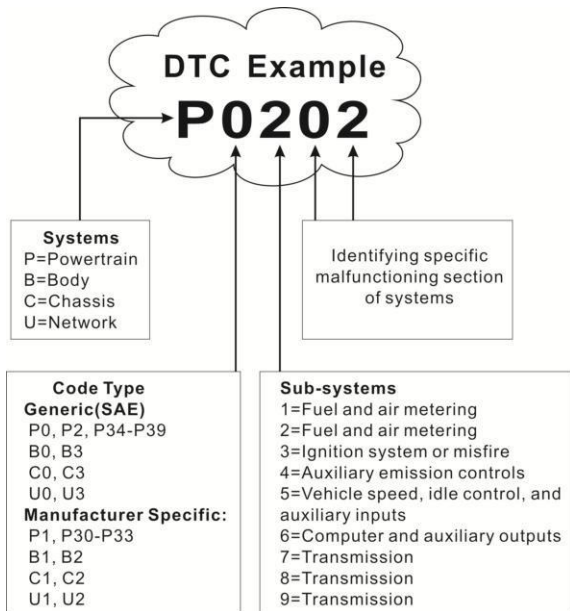 DTC Example
P0202
Systems
P=Powertrain
B=Body
C=Chassis
U=Network
Identifying specific
malfunctioning section
of systems
Code Type
Generic(SAE)
P0, P2, P34-P39
B0, B3
C0, C3
U0, U3
Manufacturer Specific:
P1, P30-P33
B1, B2
C1, C2
U1, U2
Sub-systems
1=Fuel and air metering
2=Fuel and air metering
3=Ignition system or misfire
4=Auxiliary emission controls
5=Vehicle speed, idle control, and
auxiliary inputs
6=Computer and auxiliary outputs
7=Transmission
8=Transmission
9=Transmission